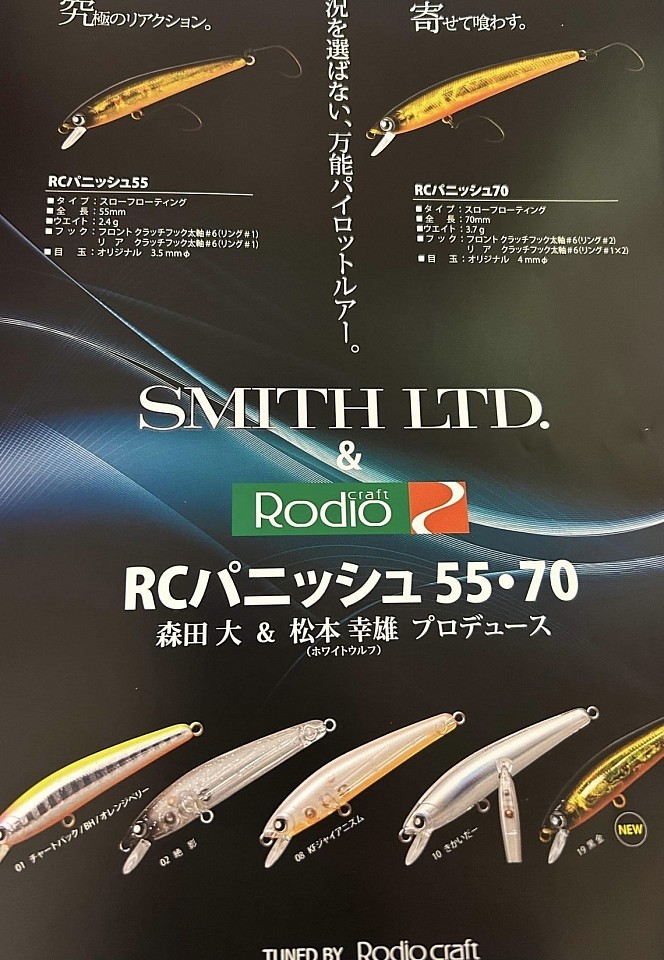 究極のリアクション。
寄せて喰わす。
況を選ばない、万能パイロットルアー。
RCパニッシュ55
■タイプ：スローフローティング
■全　長：55mm
■ウエイト：2.4g
■フック：フロント クラッチフック太軸#6(リング#1)
リア　クラッチフック太軸#6(リング#1)
■目　玉：オリジナル　3.5mmφ
RCパニッシュ70
■タイプ：スローフローティング
■全　長：70mm
■ウエイト：3.7g
■フック：フロント クラッチフック太軸#6(リング#2)
リア　クラッチフック太軸#6(リング#1×2)
■目　玉：オリジナル　4mmφ
SMITH LTD.
&
Rodio craft
RCパニッシュ 55・70
森田 大 & 松本 幸雄 プロデュース
(ホワイトウルフ)
01 チャートバック/BH/オレンジベリー
02 絶影
08 KFジャイアニズム
10 きかいだー
19 黒金
NEW
TUNED BY Rodio craft